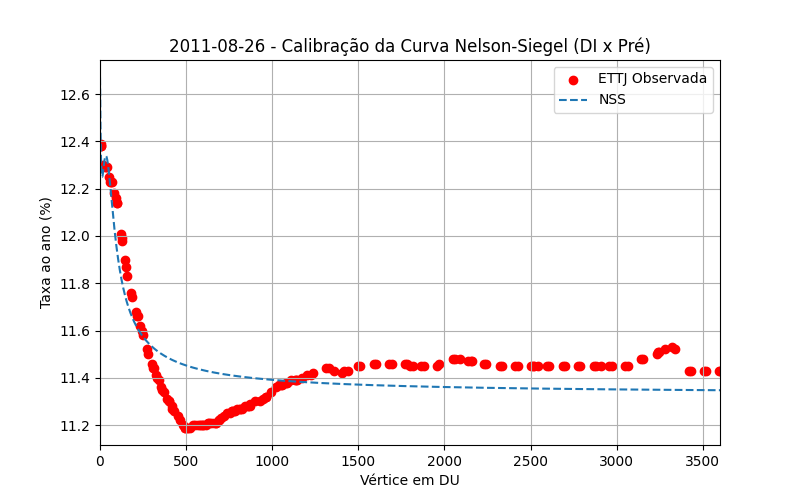 2011-08-26 - Calibração da Curva Nelson-Siegel (DI x Pré)
ETTJ Observada
NSS
Taxa ao ano (%)
12.6
12.4
12.2
12.0
11.8
11.6
11.4
11.2
0 500 1000 1500 2000 2500 3000 3500
Vértice em DU